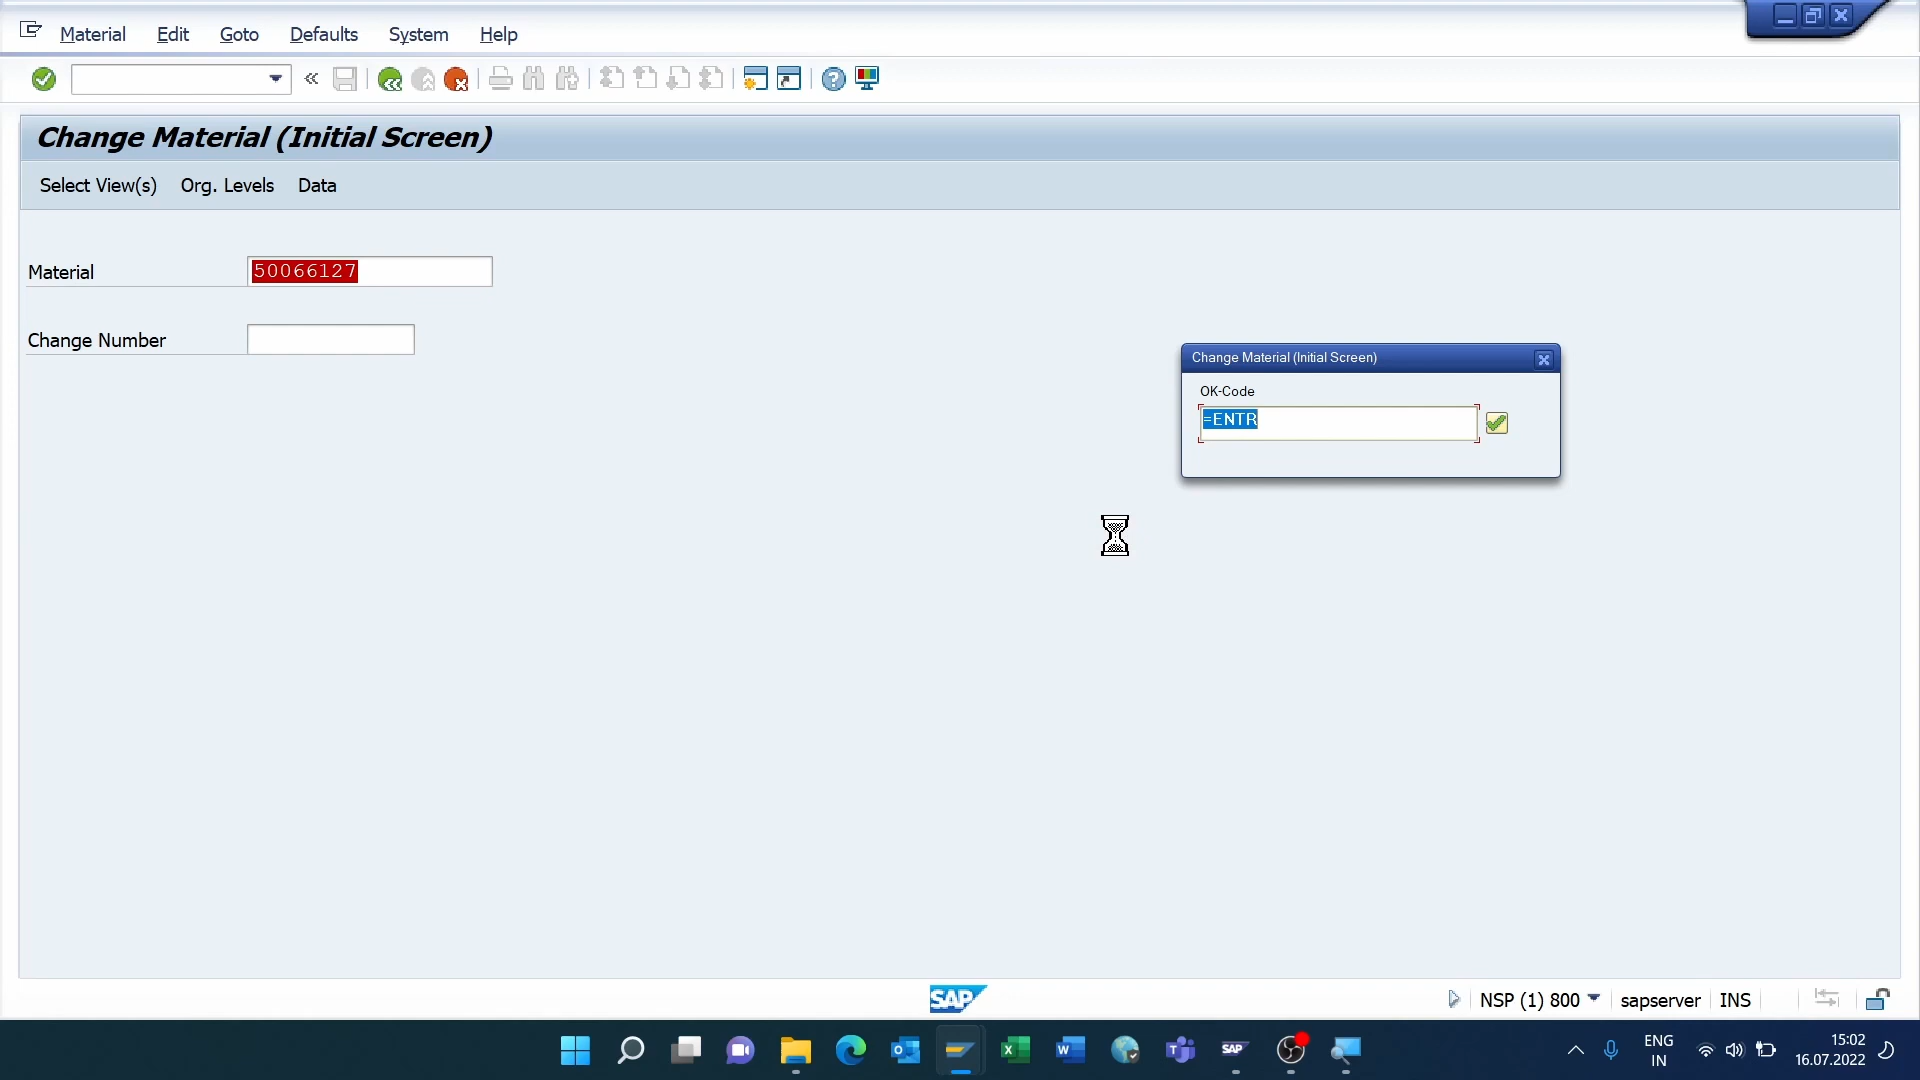 Material Edit Goto Defaults System Help
Change Material (Initial Screen)
Select View(s) Org. Levels Data
Material 50066127
Change Number
Change Material (Initial Screen)
OK-Code
=ENTR
SAP NSP (1) 800 sapserver INS
SAP
ENG
IN
15:02
16.07.2022